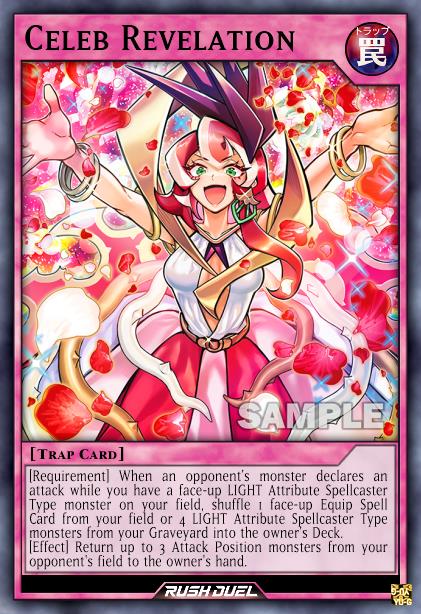 CELEB REVELATION
トラップ
罠
SAMPLE
[TRAP CARD]
[Requirement] When an opponent's monster declares an
attack while you have a face-up LIGHT Attribute Spellcaster
Type monster on your field, shuffle 1 face-up Equip Spell
Card from your field or 4 LIGHT Attribute Spellcaster Type
monsters from your Graveyard into the owner's Deck.
[Effect] Return up to 3 Attack Position monsters from your
opponent's field to the owner's hand.
RUSH DUEL